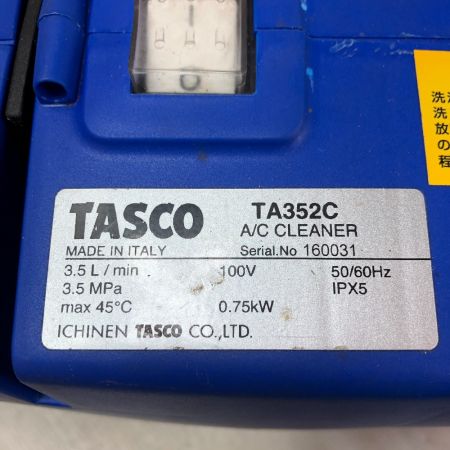 洗
洗
放
の
程
TASCO TA352C
A/C CLEANER
MADE IN ITALY Serial.No 160031
3.5 L / min 100V 50/60Hz
3.5 MPa IPX5
max 45°C 0.75kW
ICHINEN TASCO CO.,LTD.